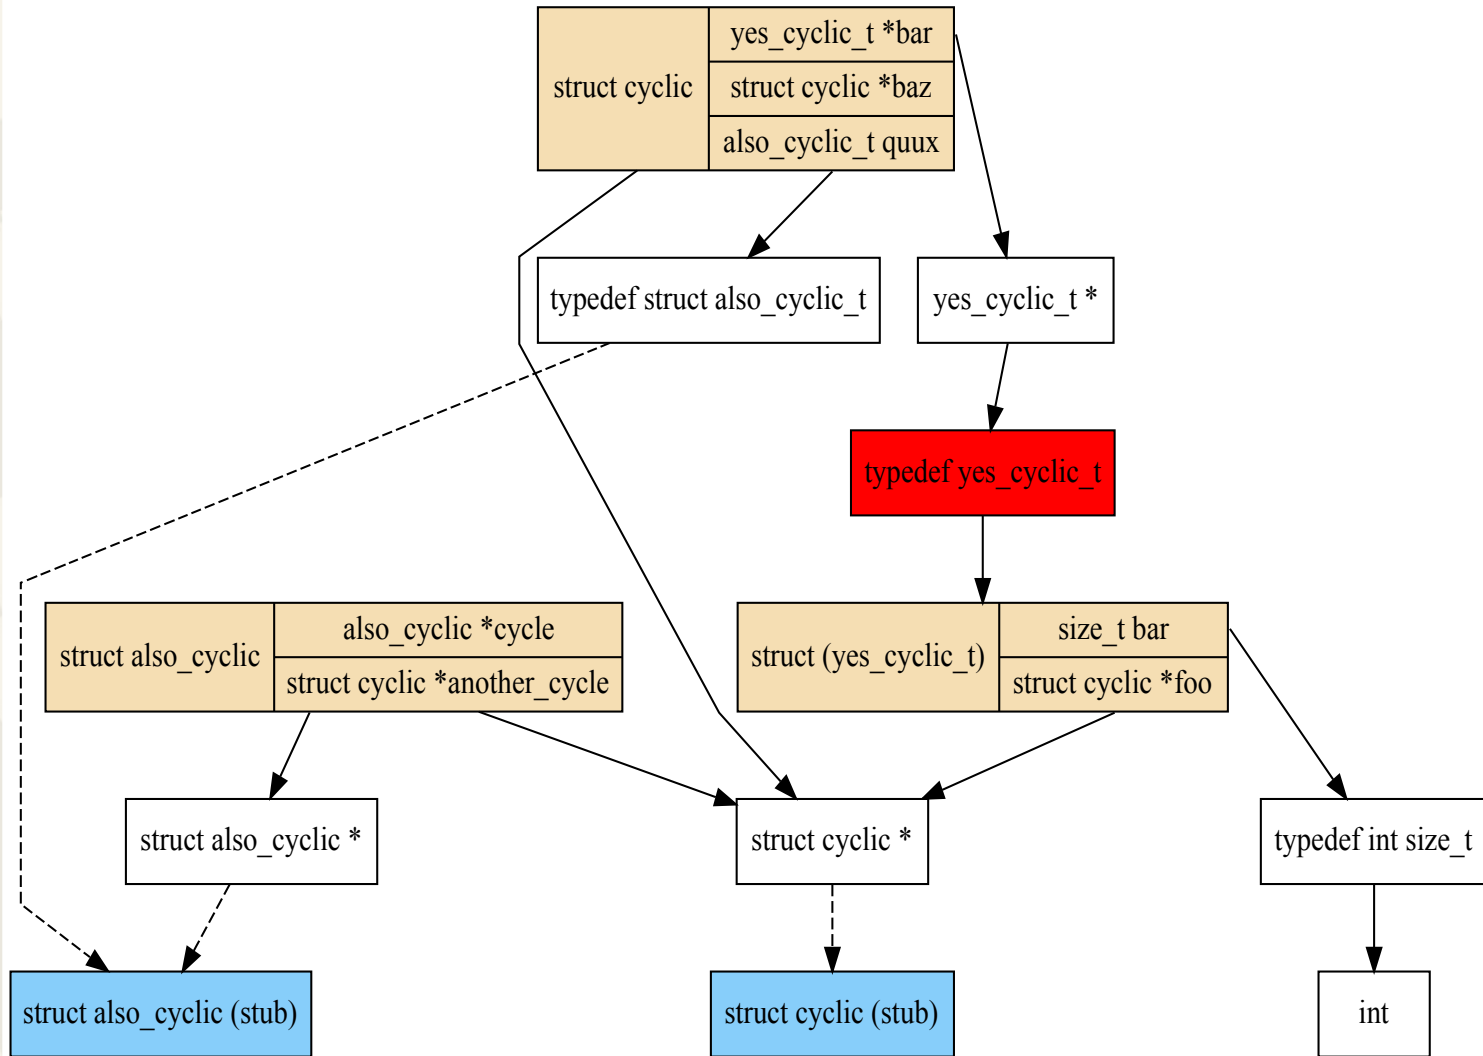 struct cyclic
yes_cyclic_t *bar
struct cyclic *baz
also_cyclic_t quux
typedef struct also_cyclic_t
yes_cyclic_t *
typedef yes_cyclic_t
struct also_cyclic
also_cyclic *cycle
struct cyclic *another_cycle
struct (yes_cyclic_t)
size_t bar
struct cyclic *foo
struct also_cyclic *
struct cyclic *
typedef int size_t
struct also_cyclic (stub)
struct cyclic (stub)
int